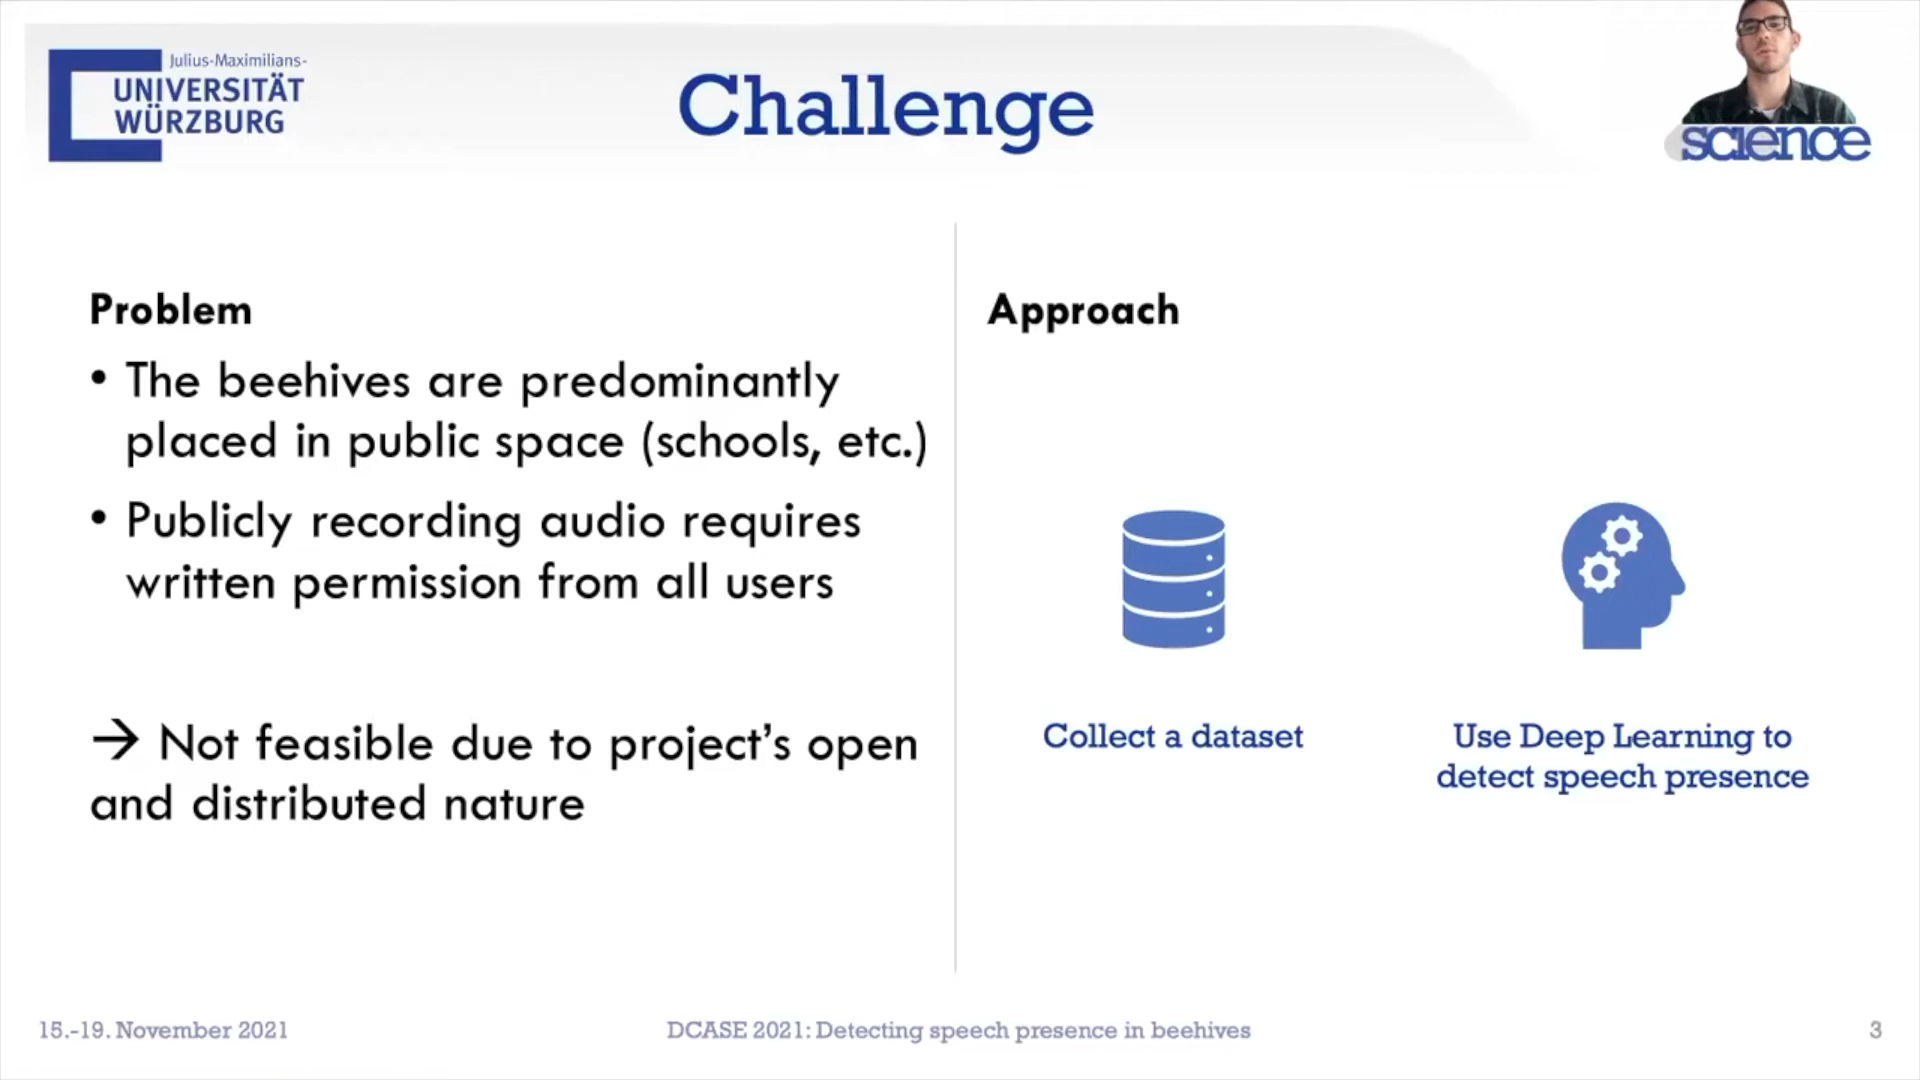 Julius-Maximilians-
UNIVERSITÄT
WÜRZBURG
Challenge
science
Problem
• The beehives are predominantly
placed in public space (schools, etc.)
• Publicly recording audio requires
written permission from all users
→ Not feasible due to project’s open
and distributed nature
Approach
Collect a dataset
Use Deep Learning to
detect speech presence
15.-19. November 2021
DCASE 2021: Detecting speech presence in beehives
3